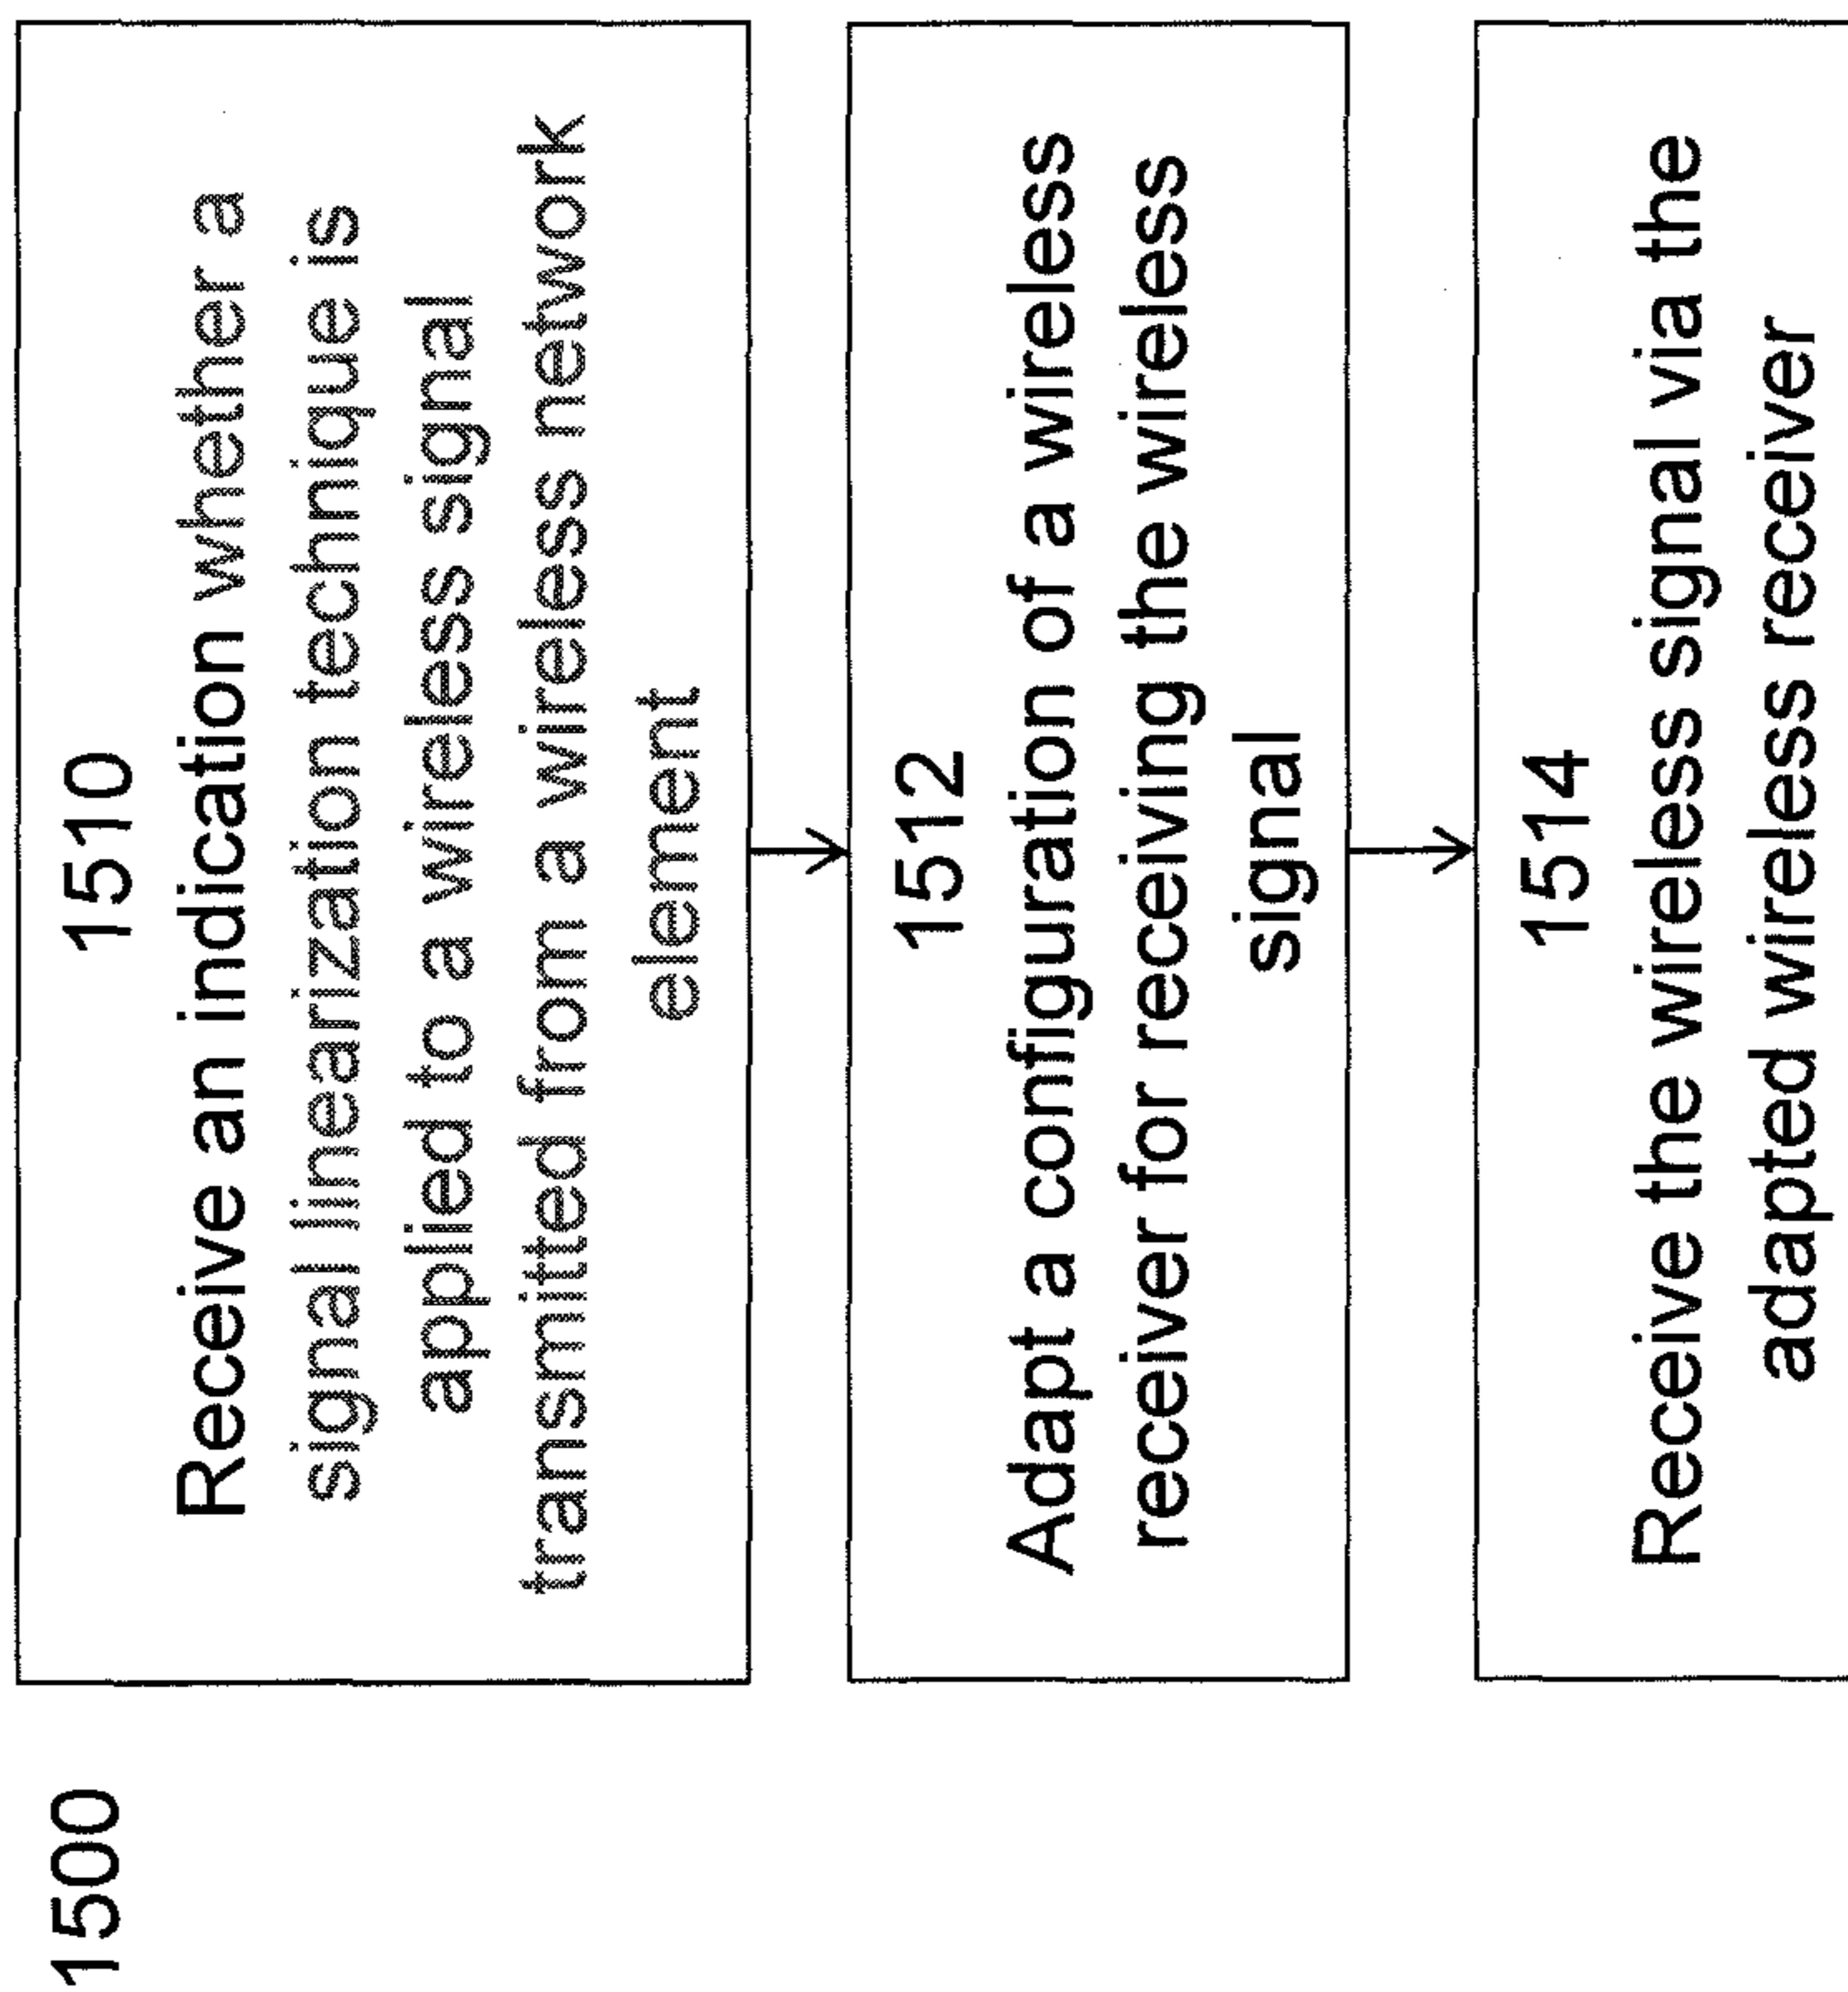 1500
1510
Receive an indication whether a
signal linearization technique is
applied to a wireless signal
transmitted from a wireless network
element
1512
Adapt a configuration of a wireless
receiver for receiving the wireless
signal
1514
Receive the wireless signal via the
adapted wireless receiver